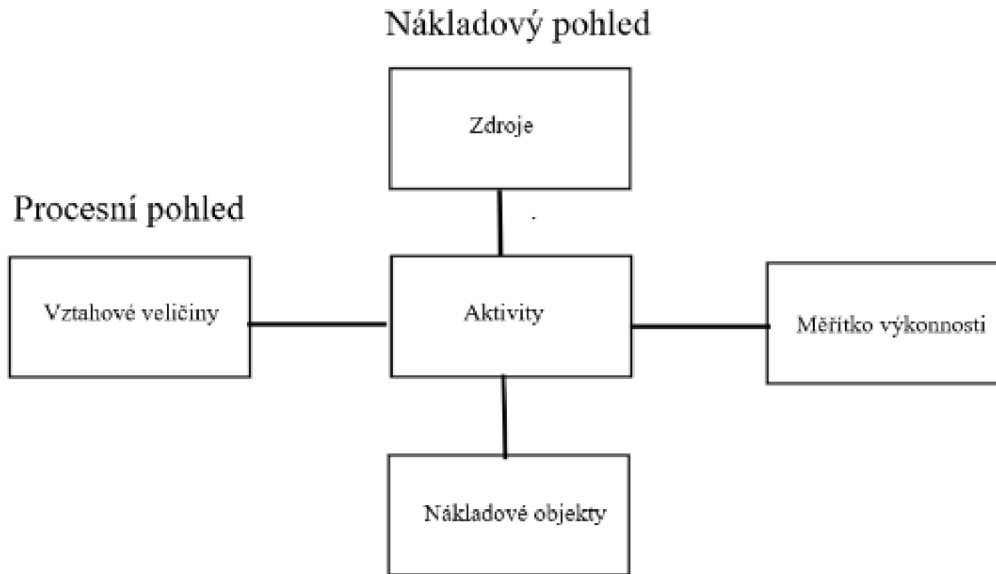 Nákladový pohled
Zdroje
Procesní pohled
Vztahové veličiny
Aktivity
Měřítko výkonnosti
Nákladové objekty